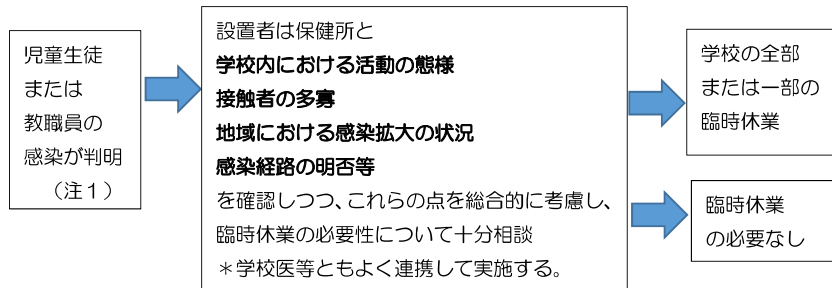 児童生徒
または
教職員の
感染が判明
（注１）
設置者は保健所と
学校内における活動の態様
接触者の多寡
地域における感染拡大の状況
感染経路の明否等
を確認しつつ、これらの点を総合的に考慮し、
臨時休業の必要性について十分相談
＊学校医等ともよく連携して実施する。
学校の全部
または一部の
臨時休業
臨時休業
の必要なし